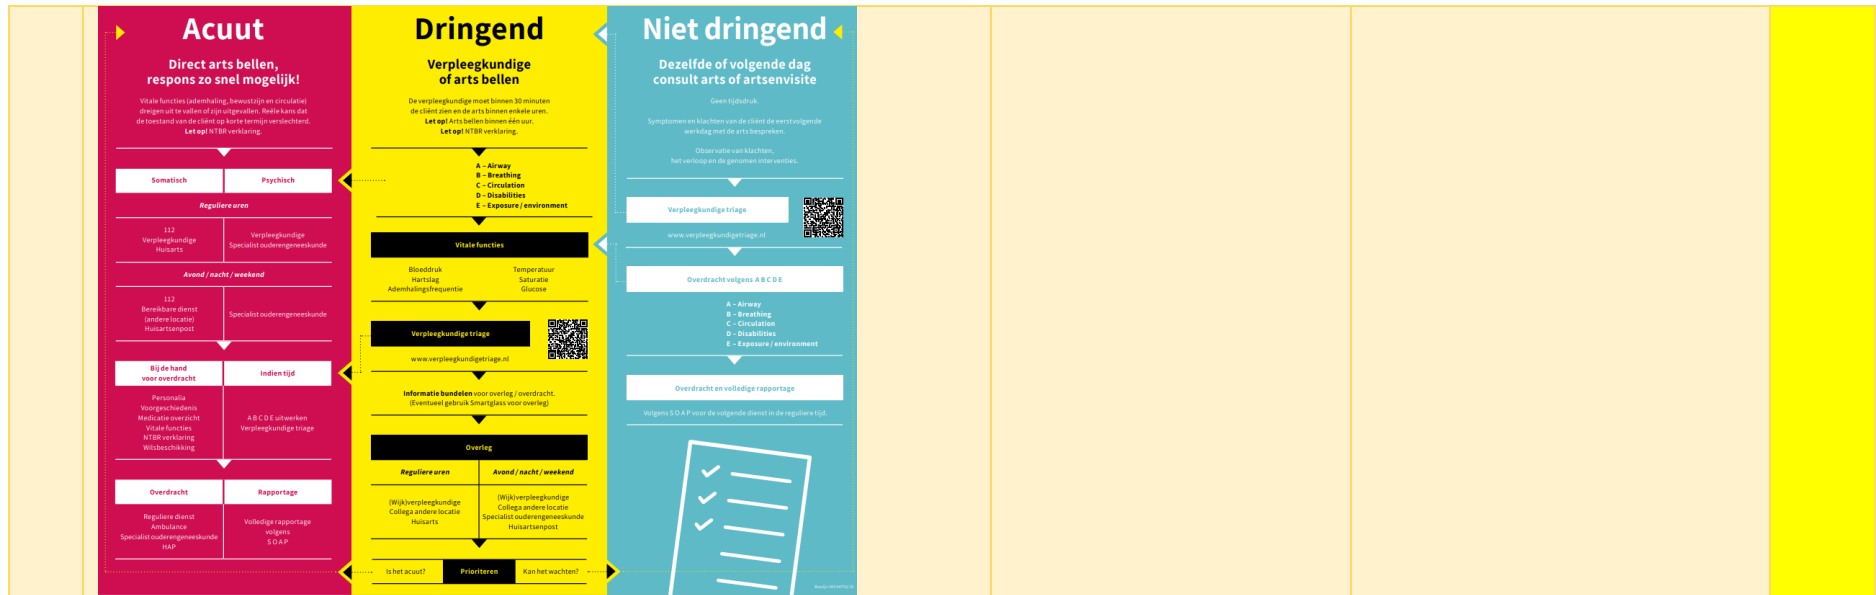 Acuut
Direct arts bellen,
respons zo snel mogelijk!
Vitale functies (ademhaling, bewustzijn en circulatie)
dreigen uit te vallen of zijn uitgevallen. Reële kans dat
de toestand van de cliënt op korte termijn verslechterd.
Let op! NTBR verklaring.
Somatisch
Psychisch
Reguliere uren
112
Verpleegkundige
Huisarts
Verpleegkundige
Specialist ouderengeneeskunde
Avond / nacht / weekend
112
Bereikbare dienst
(andere locatie)
Huisartsenpost
Specialist ouderengeneeskunde
Bij de hand
voor overdracht
Indien tijd
Personalia
Voorgeschiedenis
Medicatie overzicht
Vitale functies
NTBR verklaring
Wilsbeschikking
A B C D E uitwerken
Verpleegkundige triage
Overdracht
Rapportage
Reguliere dienst
Ambulance
Specialist ouderengeneeskunde
HAP
Volledige rapportage
volgens
S O A P
Dringend
Verpleegkundige
of arts bellen
De verpleegkundige moet binnen 30 minuten
de cliënt zien en de arts binnen enkele uren.
Let op! Arts bellen binnen één uur.
Let op! NTBR verklaring.
A – Airway
B – Breathing
C – Circulation
D – Disabilities
E – Exposure / environment
Vitale functies
Bloeddruk
Hartslag
Ademhalingsfrequentie
Temperatuur
Saturatie
Glucose
Verpleegkundige triage
www.verpleegkundigetriage.nl
Informatie bundelen voor overleg / overdracht.
(Eventueel gebruik Smartglass voor overleg)
Overleg
Reguliere uren
Avond / nacht / weekend
(Wijk)verpleegkundige
Collega andere locatie
Huisarts
(Wijk)verpleegkundige
Collega andere locatie
Specialist ouderengeneeskunde
Huisartsenpost
Is het acuut?
Prioriteren
Kan het wachten?
Niet dringend
Dezelfde of volgende dag
consult arts of artsenvisite
Geen tijdsdruk.
Symptomen en klachten van de cliënt de eerstvolgende
werkdag met de arts bespreken.
Observatie van klachten,
het verloop en de genomen interventies.
Verpleegkundige triage
www.verpleegkundigetriage.nl
Overdracht volgens A B C D E
A – Airway
B – Breathing
C – Circulation
D – Disabilities
E – Exposure / environment
Overdracht en volledige rapportage
Volgens S O A P voor de volgende dienst in de reguliere tijd.